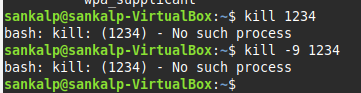 wpa_supplicant
sankalp@sankalp-VirtualBox:~$ kill 1234
bash: kill: (1234) - No such process
sankalp@sankalp-VirtualBox:~$ kill -9 1234
bash: kill: (1234) - No such process
sankalp@sankalp-VirtualBox:~$